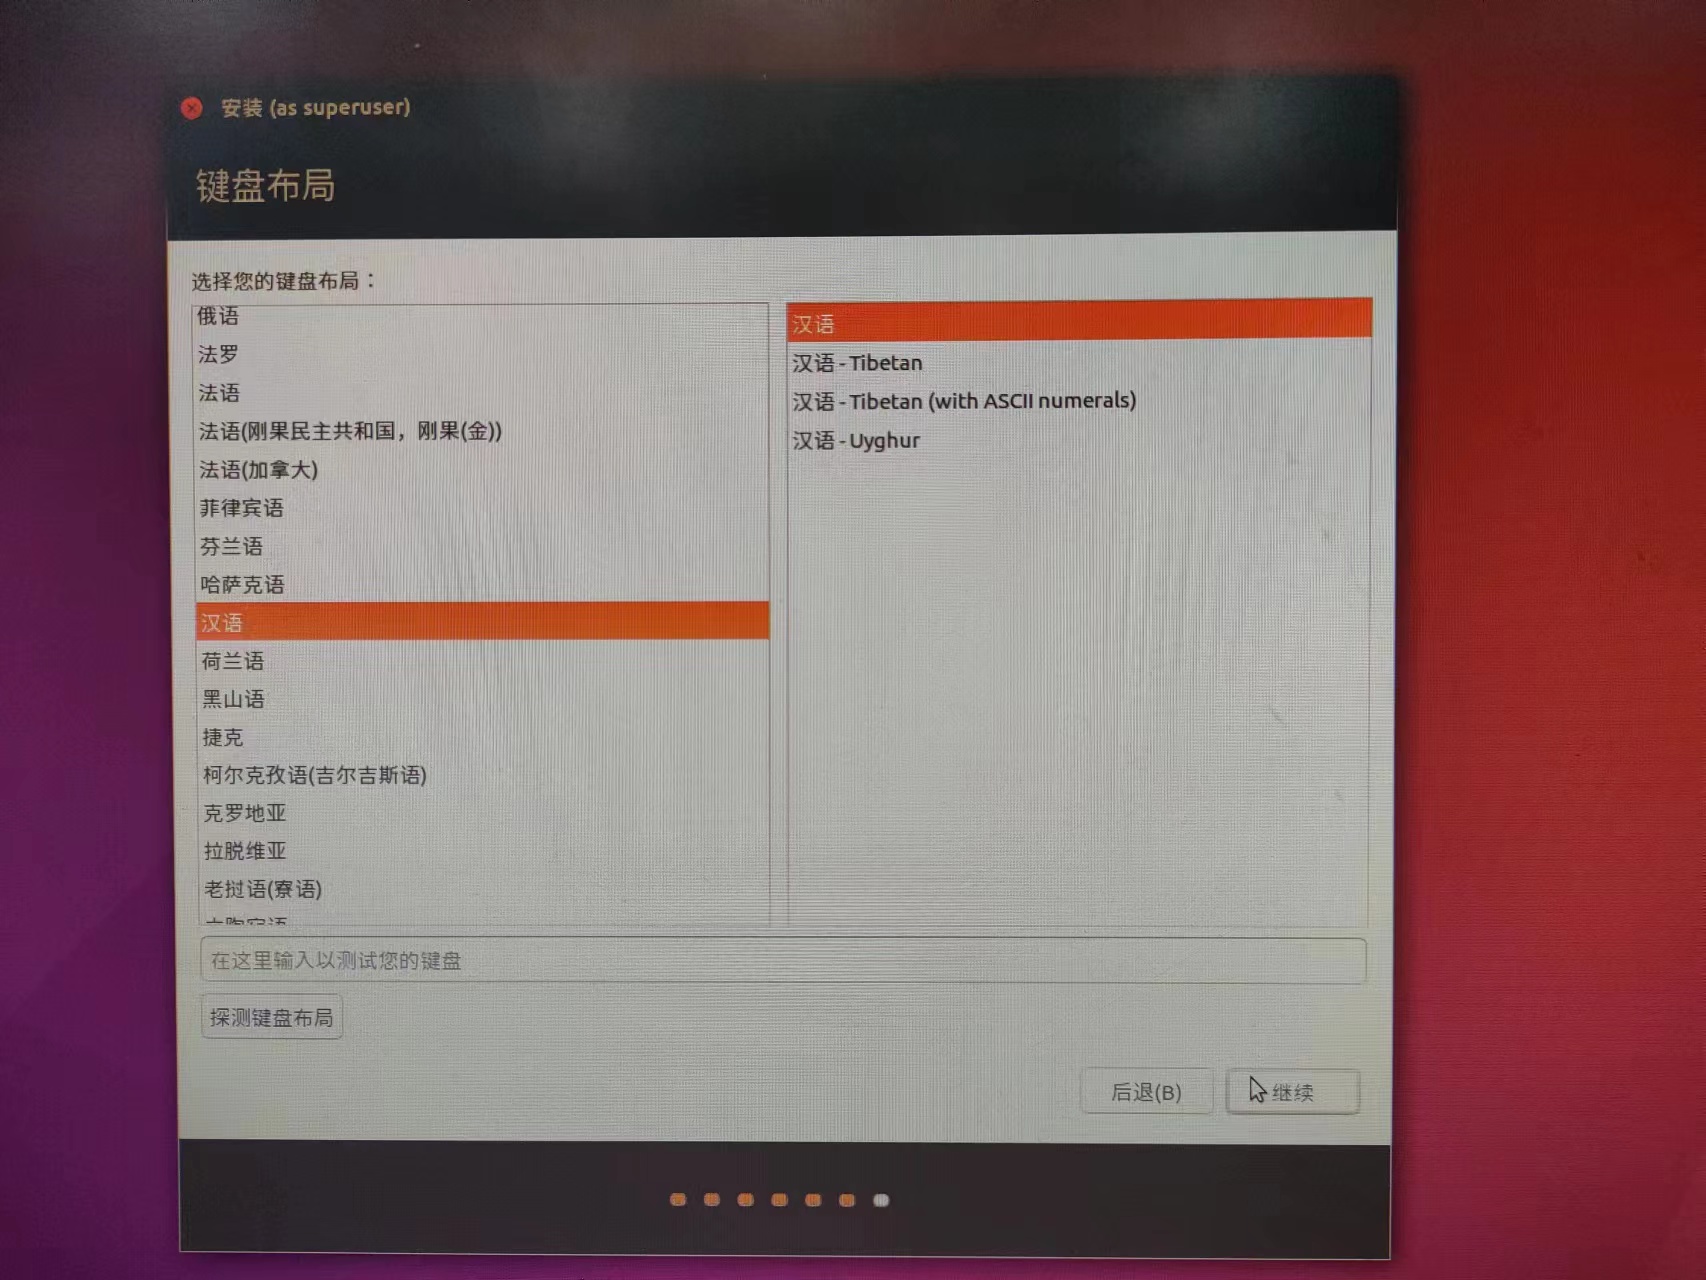 安装 (as superuser)
键盘布局
选择您的键盘布局：
俄语
法罗
法语
法语(刚果民主共和国，刚果(金))
法语(加拿大)
菲律宾语
芬兰语
哈萨克语
汉语
荷兰语
黑山语
捷克
柯尔克孜语(吉尔吉斯语)
克罗地亚
拉脱维亚
老挝语(寮语)
汉语
汉语 - Tibetan
汉语 - Tibetan (with ASCII numerals)
汉语 - Uyghur
在这里输入以测试您的键盘
探测键盘布局
后退(B)
继续